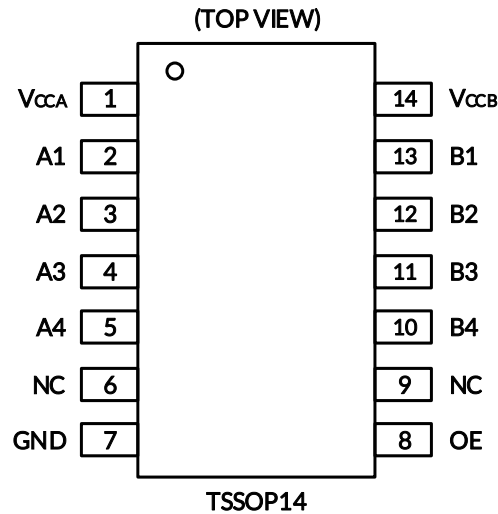 (TOP VIEW)
VCCA 1 14 VCCB
A1 2 13 B1
A2 3 12 B2
A3 4 11 B3
A4 5 10 B4
NC 6 9 NC
GND 7 8 OE
TSSOP14